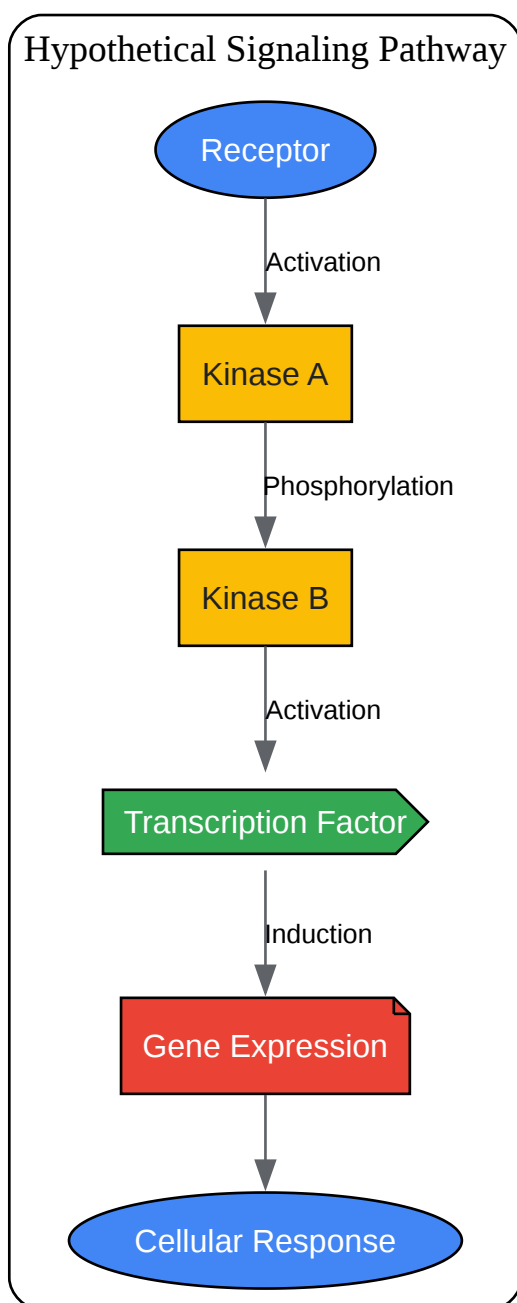 Hypothetical Signaling Pathway
Receptor
Activation
Kinase A
Phosphorylation
Kinase B
Activation
Transcription Factor
Induction
Gene Expression
Cellular Response